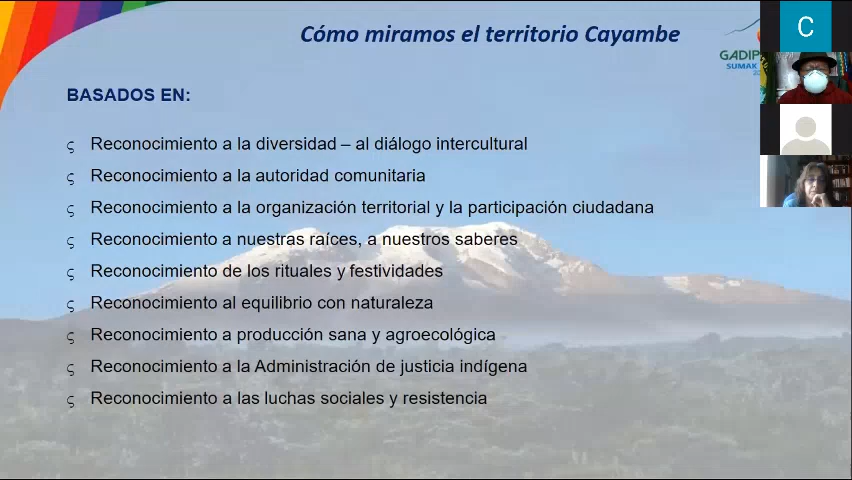 Cómo miramos el territorio Cayambe
GADIP
SUMAK
C
BASADOS EN:
ς Reconocimiento a la diversidad – al diálogo intercultural
ς Reconocimiento a la autoridad comunitaria
ς Reconocimiento a la organización territorial y la participación ciudadana
ς Reconocimiento a nuestras raíces, a nuestros saberes
ς Reconocimiento de los rituales y festividades
ς Reconocimiento al equilibrio con naturaleza
ς Reconocimiento a producción sana y agroecológica
ς Reconocimiento a la Administración de justicia indígena
ς Reconocimiento a las luchas sociales y resistencia